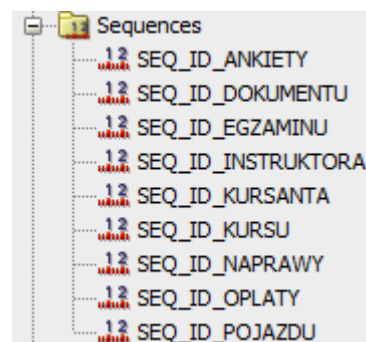 Sequences
SEQ_ID_ANKIETY
SEQ_ID_DOKUMENTU
SEQ_ID_EGZAMINU
SEQ_ID_INSTRUKTORA
SEQ_ID_KURSANTA
SEQ_ID_KURSU
SEQ_ID_NAPRAWY
SEQ_ID_OPLATY
SEQ_ID_POJAZDU